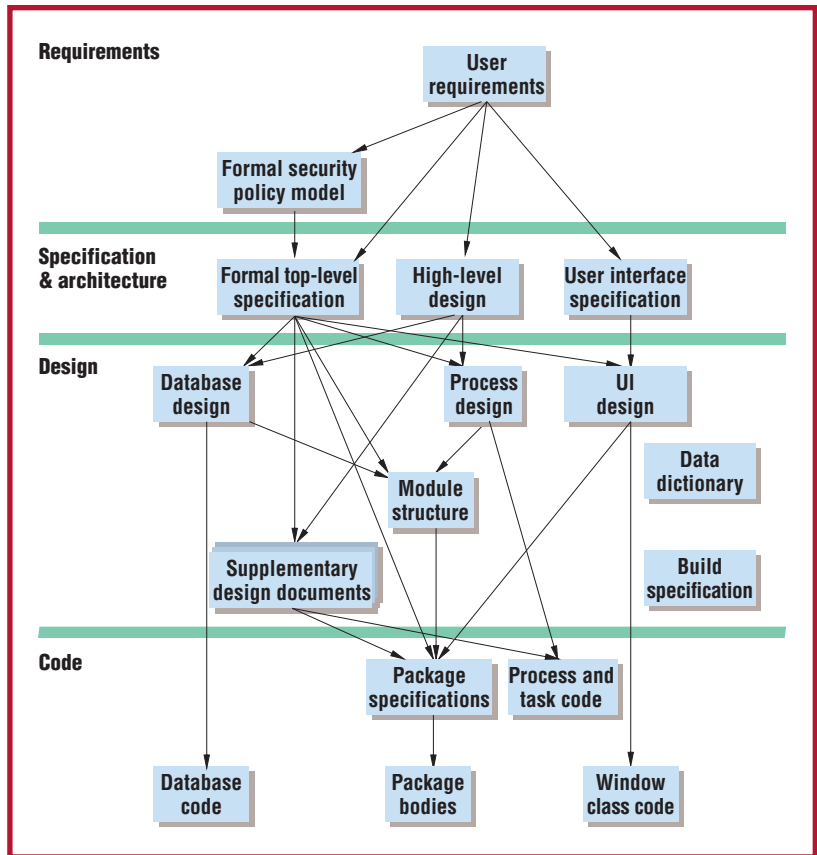 Requirements
User
requirements
Formal security
policy model
Specification
& architecture
Formal top-level
specification
High-level
design
User interface
specification
Design
Database
design
Process
design
UI
design
Data
dictionary
Module
structure
Supplementary
design documents
Build
specification
Code
Package
specifications
Process and
task code
Database
code
Package
bodies
Window
class code